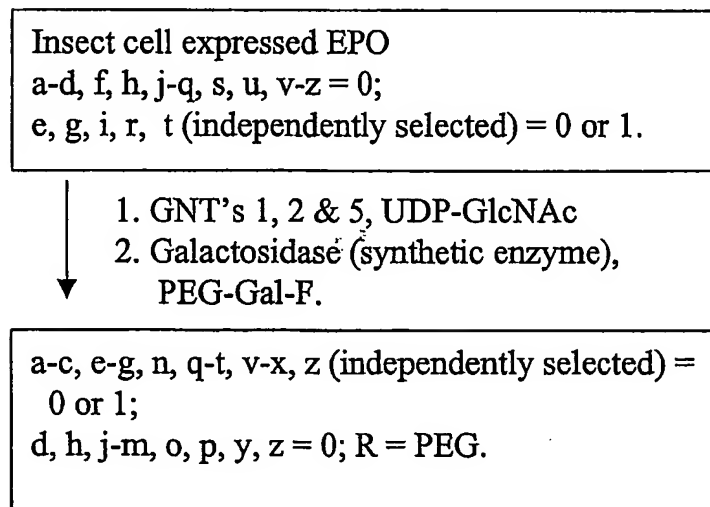 Insect cell expressed EPO
a-d, f, h, j-q, s, u, v-z = 0;
e, g, i, r, t (independently selected) = 0 or 1.
1. GNT's 1, 2 & 5, UDP-GlcNAc
2. Galactosidase (synthetic enzyme),
PEG-Gal-F.
a-c, e-g, n, q-t, v-x, z (independently selected) =
0 or 1;
d, h, j-m, o, p, y, z = 0; R = PEG.